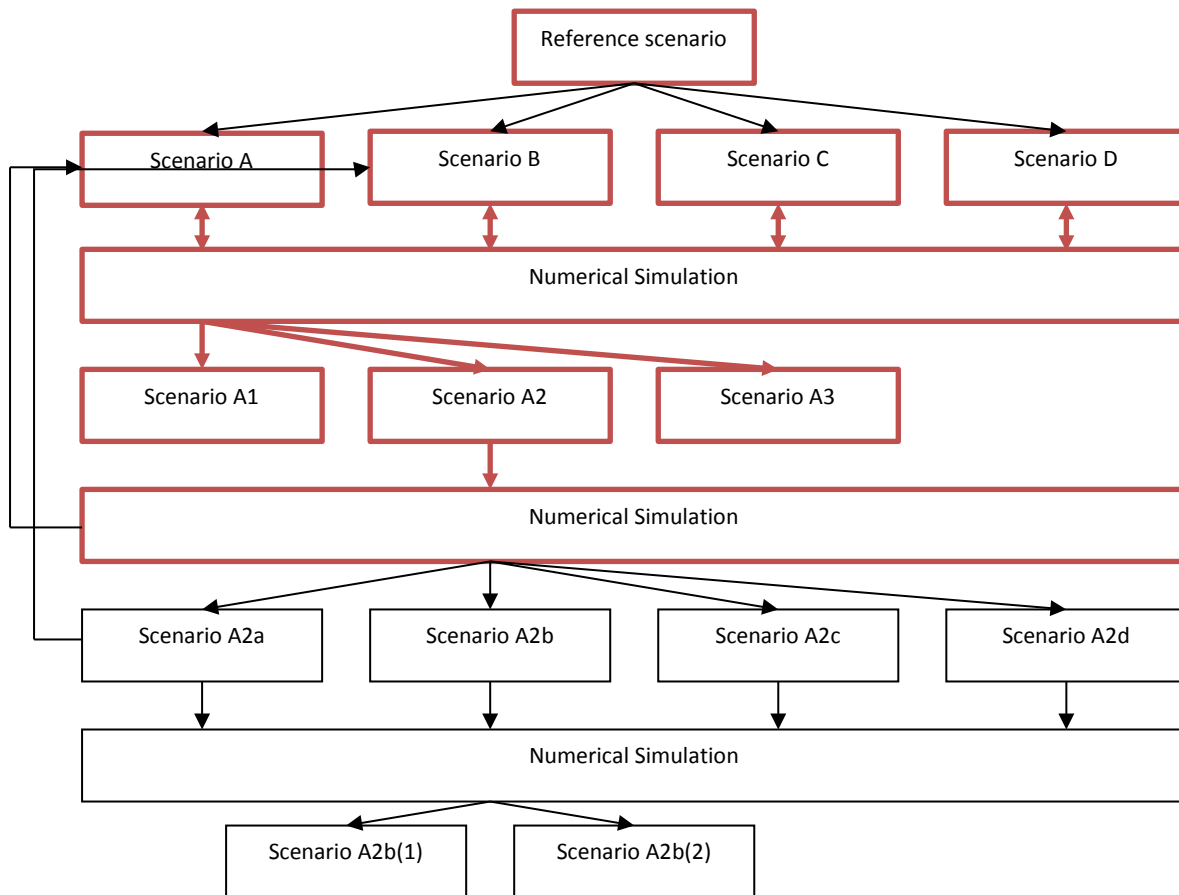 Reference scenario
Scenario A
Scenario B
Scenario C
Scenario D
Numerical Simulation
Scenario A1
Scenario A2
Scenario A3
Numerical Simulation
Scenario A2a
Scenario A2b
Scenario A2c
Scenario A2d
Numerical Simulation
Scenario A2b(1)
Scenario A2b(2)